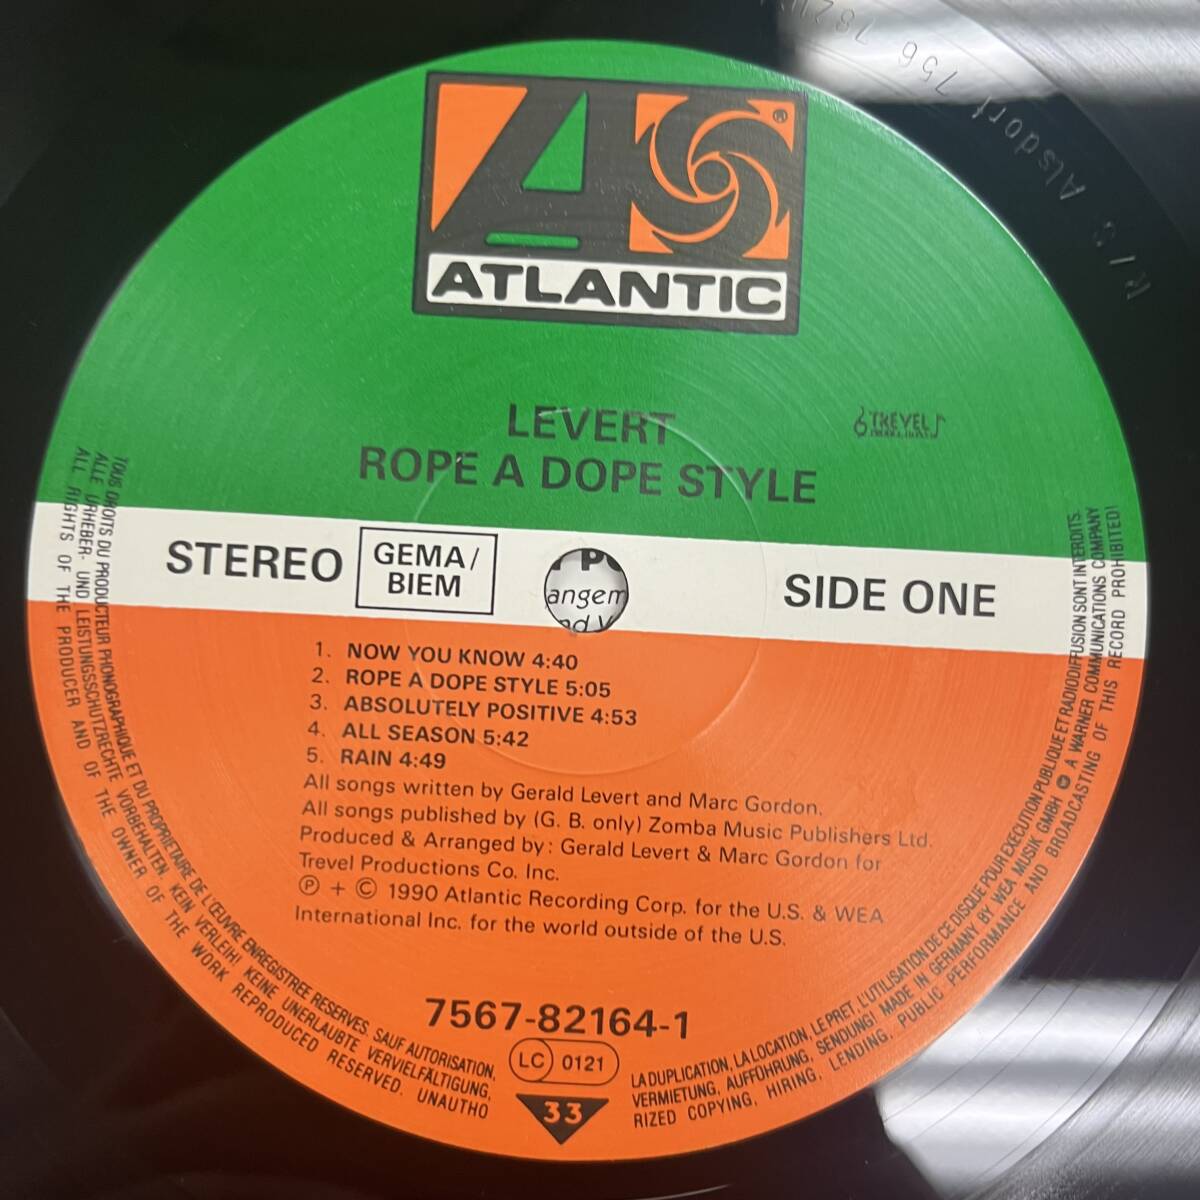 ATLANTIC
®
LEVERT
ROPE A DOPE STYLE
TREVEL
STEREO
GEMA/
BIEM
SIDE ONE
angem
1. NOW YOU KNOW 4:40
2. ROPE A DOPE STYLE 5:05
3. ABSOLUTELY POSITIVE 4:53
4. ALL SEASON 5:42
5. RAIN 4:49
All songs written by Gerald Levert and Marc Gordon.
All songs published by (G. B. only) Zomba Music Publishers Ltd.
Produced & Arranged by: Gerald Levert & Marc Gordon for
Trevel Productions Co. Inc.
℗ + © 1990 Atlantic Recording Corp. for the U.S. & WEA
International Inc. for the world outside of the U.S.
7567-82164-1
LC 0121
33
TOUS DROITS DU PRODUCTEUR PHONOGRAPHIQUE ET DU PROPRIETAIRE DE L'ŒUVRE ENREGISTREE RESERVES. SAUF AUTORISATION, LA DUPLICATION, LA LOCATION, LE PRET, L'UTILISATION DE CE DISQUE POUR EXECUTION PUBLIQUE ET RADIODIFFUSION SONT INTERDITS.
ALLE URHEBER- UND LEISTUNGSSCHUTZRECHTE VORBEHALTEN. KEIN VERLEIH! KEINE UNERLAUBTE VERVIELFÄLTIGUNG, VERMIETUNG, AUFFÜHRUNG, SENDUNG! MADE IN GERMANY BY WEA MUSIK GMBH A WARNER COMMUNICATIONS COMPANY
ALL RIGHTS OF THE PRODUCER AND OF THE OWNER OF THE WORK REPRODUCED RESERVED. UNAUTHORIZED COPYING, HIRING, LENDING, PUBLIC PERFORMANCE AND BROADCASTING OF THIS RECORD PROHIBITED!
R/S Alsdorf 756